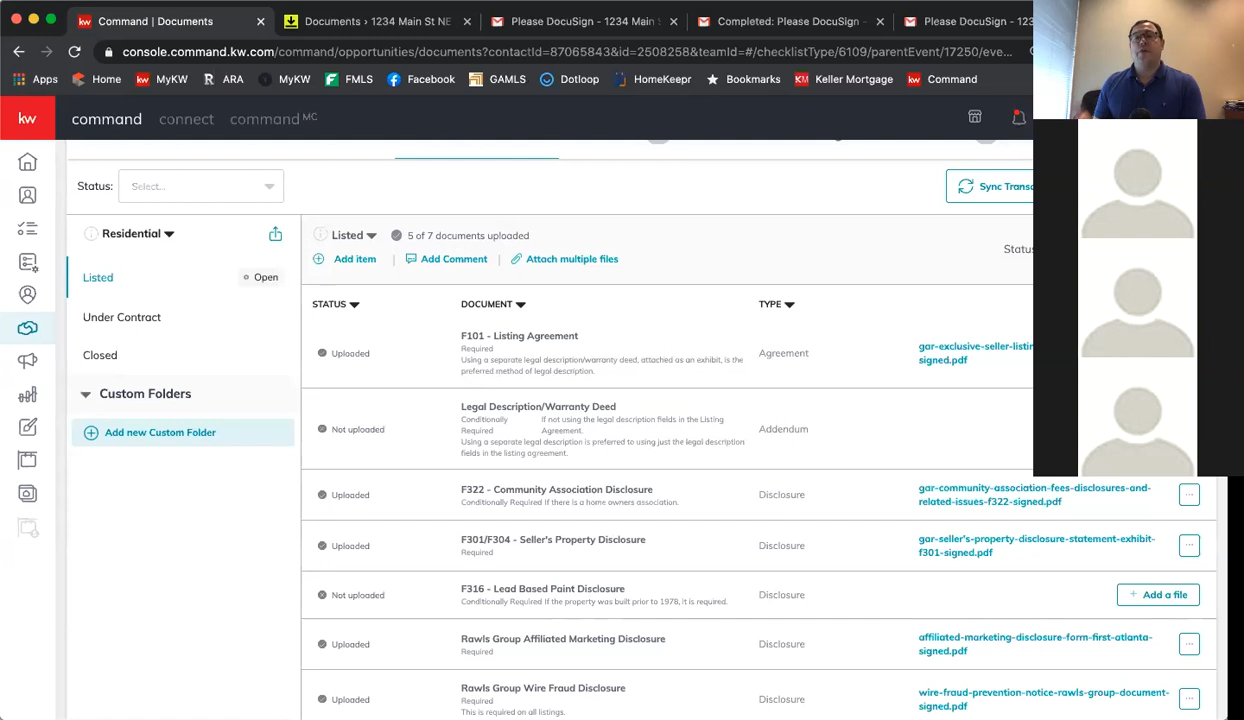 Command | Documents
Documents › 1234 Main St NE
Please DocuSign - 1234 Main
Completed: Please DocuSign -
Please DocuSign - 123
console.command.kw.com/command/opportunities/documents?contactId=87065843&id=2508258&teamId=#/checklistType/6109/parentEvent/17250/eve...
Apps
Home
kw MyKW
R ARA
MyKW
FMLS
Facebook
GAMLS
Dotloop
HomeKeepr
Bookmarks
KM Keller Mortgage
kw Command
kw
command
connect
command MC
Status:
Select...
Sync Transa
Residential
Listed
5 of 7 documents uploaded
Status
Add item
Add Comment
Attach multiple files
Listed
Open
Under Contract
Closed
Custom Folders
Add new Custom Folder
STATUS
DOCUMENT
TYPE
Uploaded
F101 - Listing Agreement
Required
Using a separate legal description/warranty deed, attached as an exhibit, is the
preferred method of legal description.
Agreement
gar-exclusive-seller-listin
signed.pdf
Not uploaded
Legal Description/Warranty Deed
Conditionally If not using the legal description fields in the Listing
Required Agreement.
Using a separate legal description is preferred to using just the legal description
fields in the listing agreement.
Addendum
Uploaded
F322 - Community Association Disclosure
Conditionally Required If there is a home owners association.
Disclosure
gar-community-association-fees-disclosures-and-
related-issues-f322-signed.pdf
...
Uploaded
F301/F304 - Seller's Property Disclosure
Required
Disclosure
gar-seller's-property-disclosure-statement-exhibit-
f301-signed.pdf
...
Not uploaded
F316 - Lead Based Paint Disclosure
Conditionally Required If the property was built prior to 1978, it is required.
Disclosure
+ Add a file
Uploaded
Rawls Group Affiliated Marketing Disclosure
Required
Disclosure
affiliated-marketing-disclosure-form-first-atlanta-
signed.pdf
...
Uploaded
Rawls Group Wire Fraud Disclosure
Required
This is required on all listings.
Disclosure
wire-fraud-prevention-notice-rawls-group-document-
signed.pdf
...